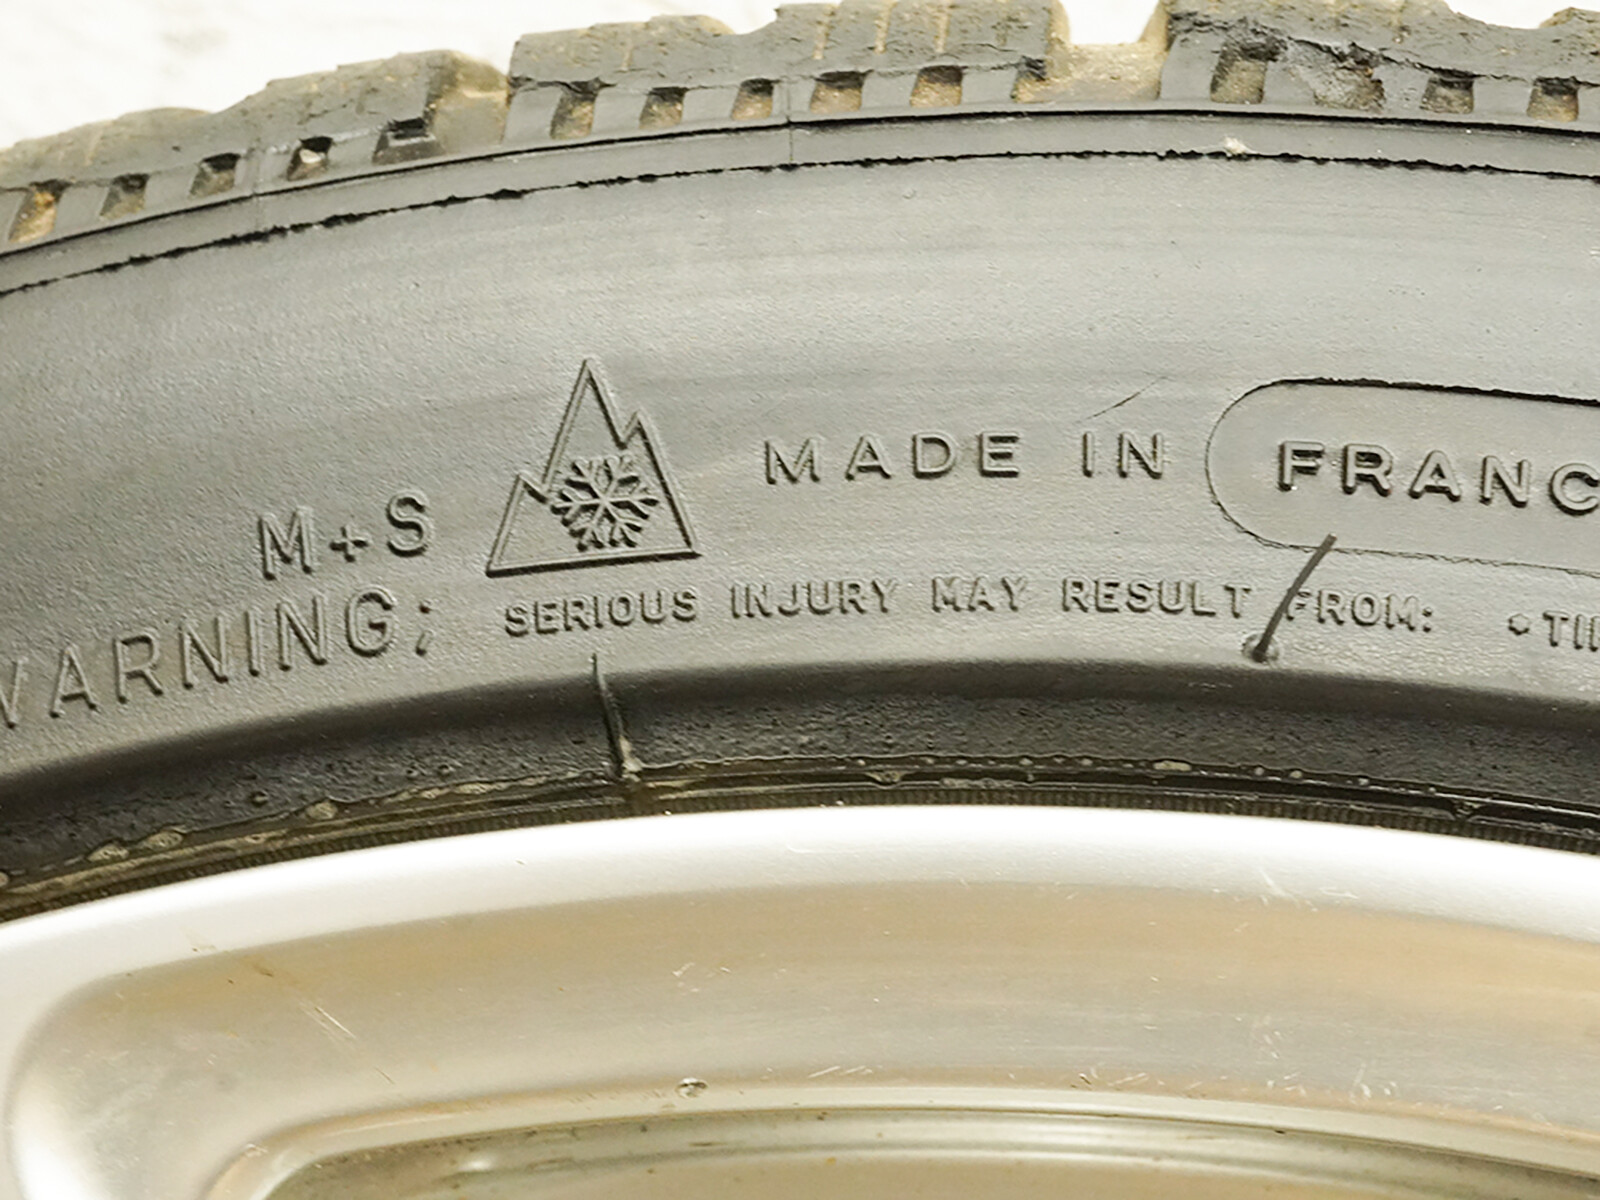 M+S MADE IN FRANC
WARNING: SERIOUS INJURY MAY RESULT FROM: •